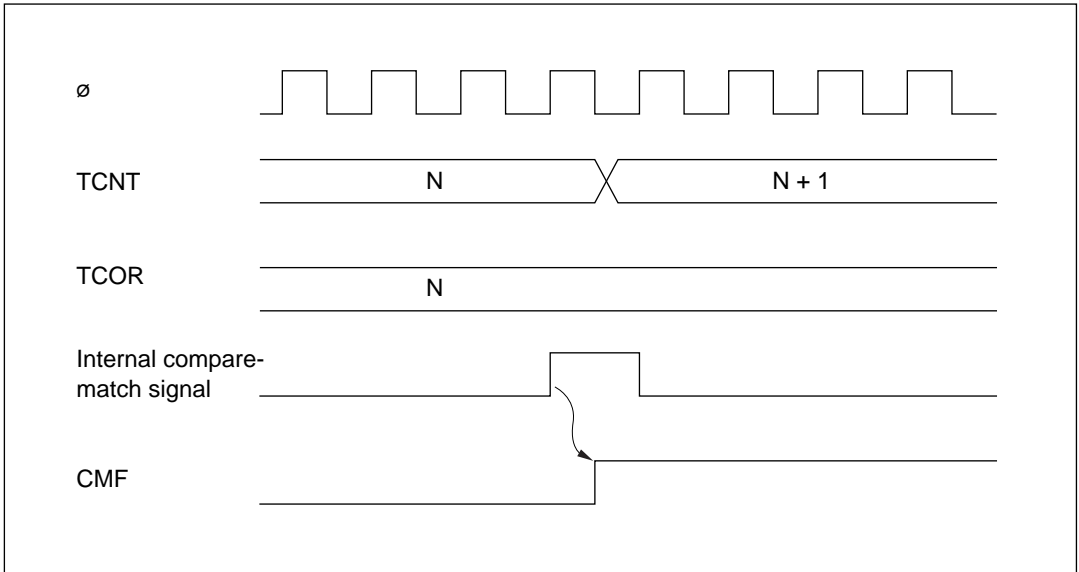 ø
TCNT
N
N + 1
TCOR
N
Internal compare-
match signal
CMF